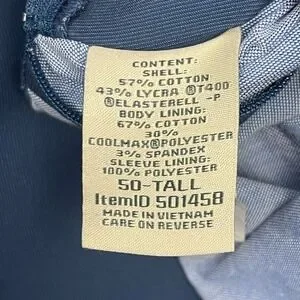 CONTENT:
SHELL:
57% COTTON
43% LYCRA ®T400
®ELASTERELL -P
BODY LINING:
67% COTTON
30%
COOLMAX®POLYESTER
3% SPANDEX
SLEEVE LINING:
100% POLYESTER
50-TALL
ItemID 501458
MADE IN VIETNAM
CARE ON REVERSE